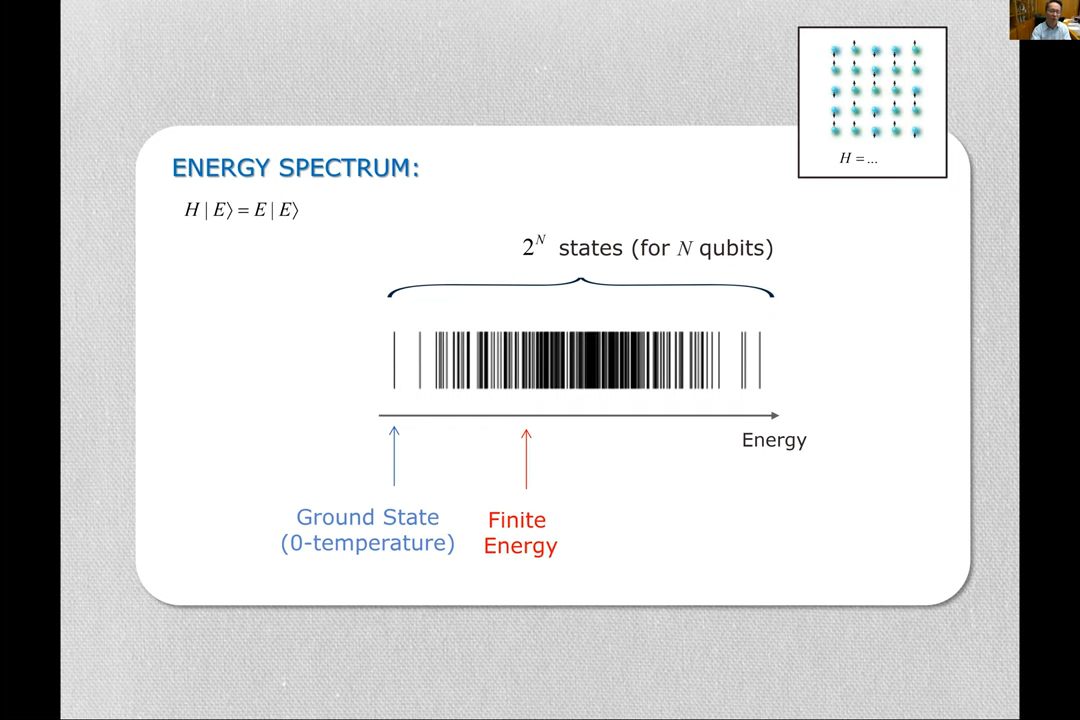 H = ...
ENERGY SPECTRUM:
H | E⟩ = E | E⟩
2^N states (for N qubits)
Energy
Ground State
(0-temperature)
Finite
Energy